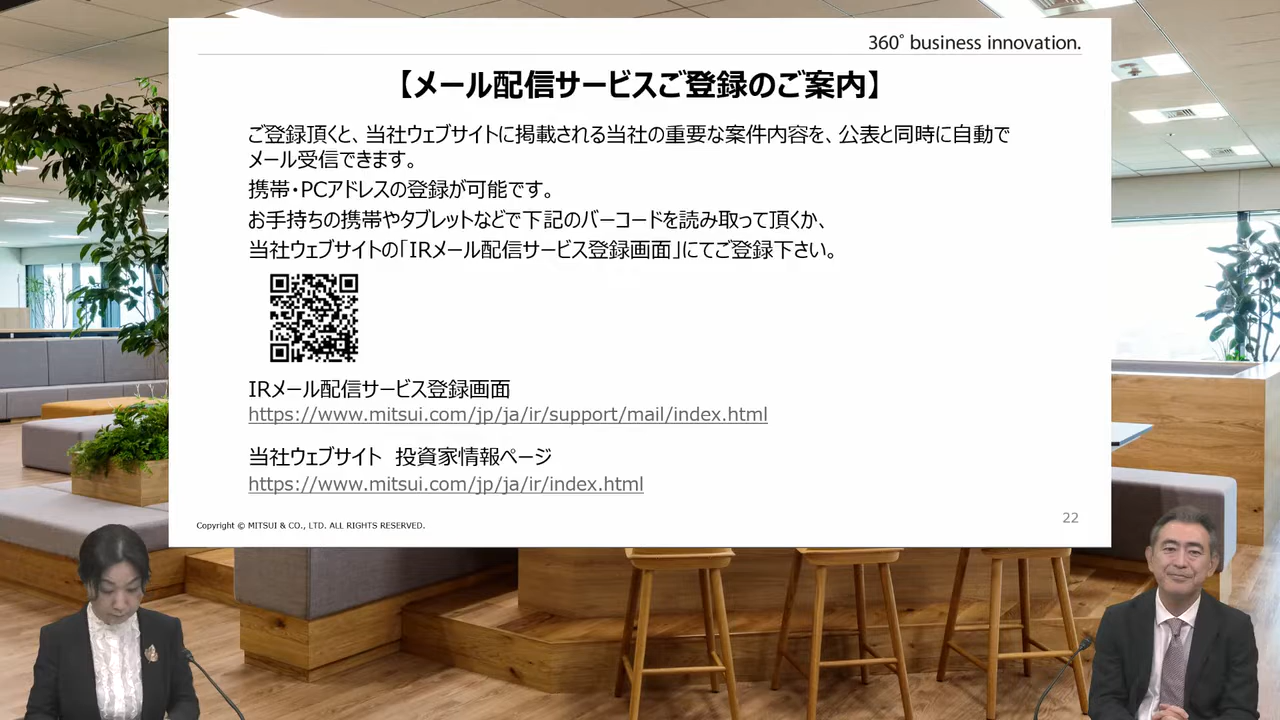 360° business innovation.
【メール配信サービスご登録のご案内】
ご登録頂くと、当社ウェブサイトに掲載される当社の重要な案件内容を、公表と同時に自動で
メール受信できます。
携帯・PCアドレスの登録が可能です。
お手持ちの携帯やタブレットなどで下記のバーコードを読み取って頂くか、
当社ウェブサイトの「IRメール配信サービス登録画面」にてご登録下さい。
IRメール配信サービス登録画面
https://www.mitsui.com/jp/ja/ir/support/mail/index.html
当社ウェブサイト 投資家情報ページ
https://www.mitsui.com/jp/ja/ir/index.html
Copyright © MITSUI & CO., LTD. ALL RIGHTS RESERVED.
22